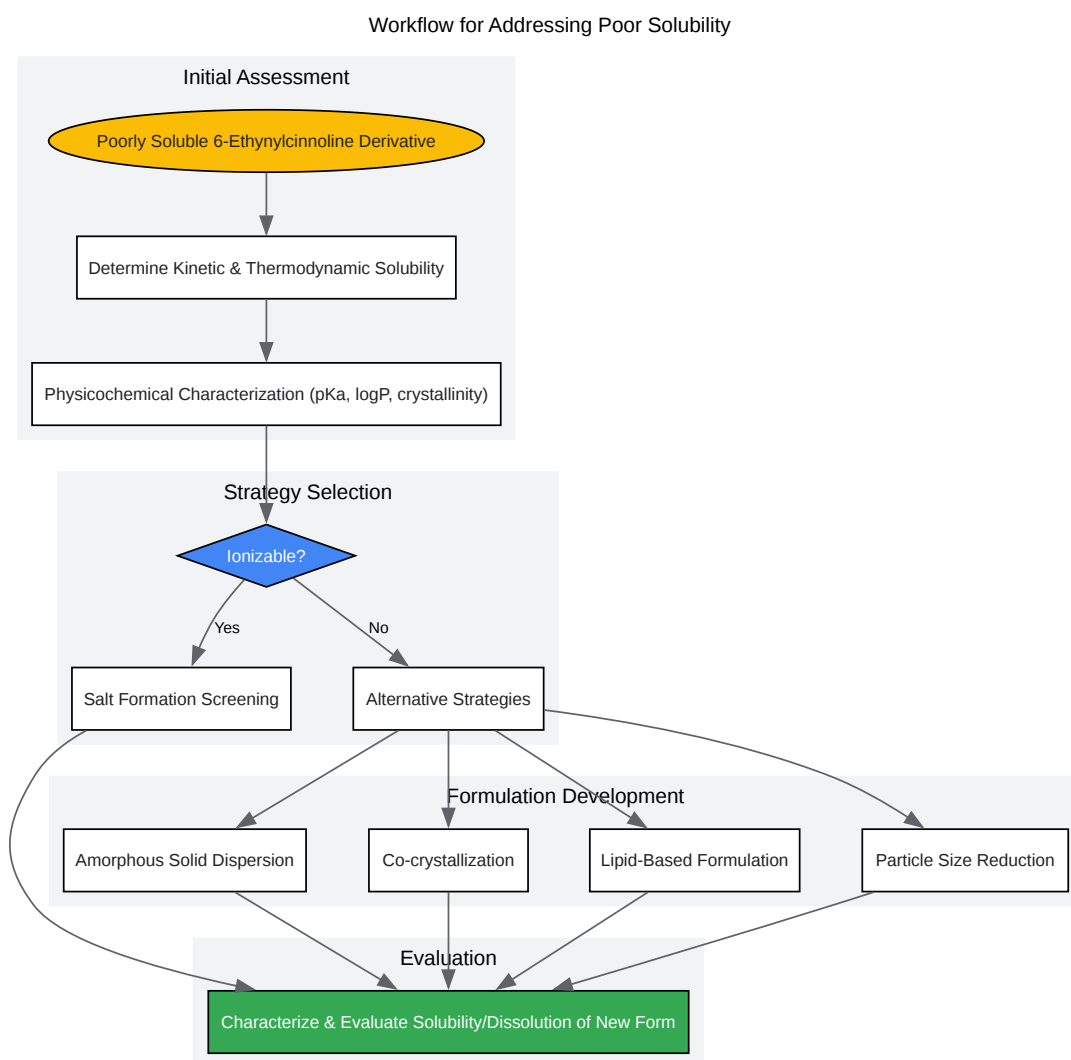 Workflow for Addressing Poor Solubility
Initial Assessment
Poorly Soluble 6-Ethynylcinnoline Derivative
Determine Kinetic & Thermodynamic Solubility
Physicochemical Characterization (pKa, logP, crystallinity)
Strategy Selection
Ionizable?
Yes
No
Salt Formation Screening
Alternative Strategies
Formulation Development
Amorphous Solid Dispersion
Co-crystallization
Lipid-Based Formulation
Particle Size Reduction
Evaluation
Characterize & Evaluate Solubility/Dissolution of New Form